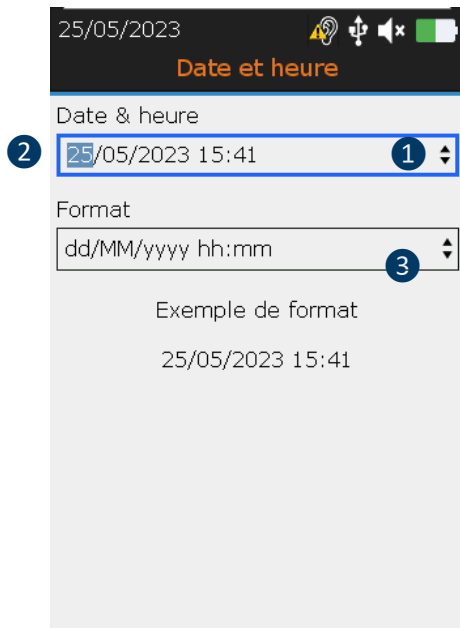 25/05/2023
Date et heure
Date & heure
2 25/05/2023 15:41 1
Format
dd/MM/yyyy hh:mm 3
Exemple de format
25/05/2023 15:41